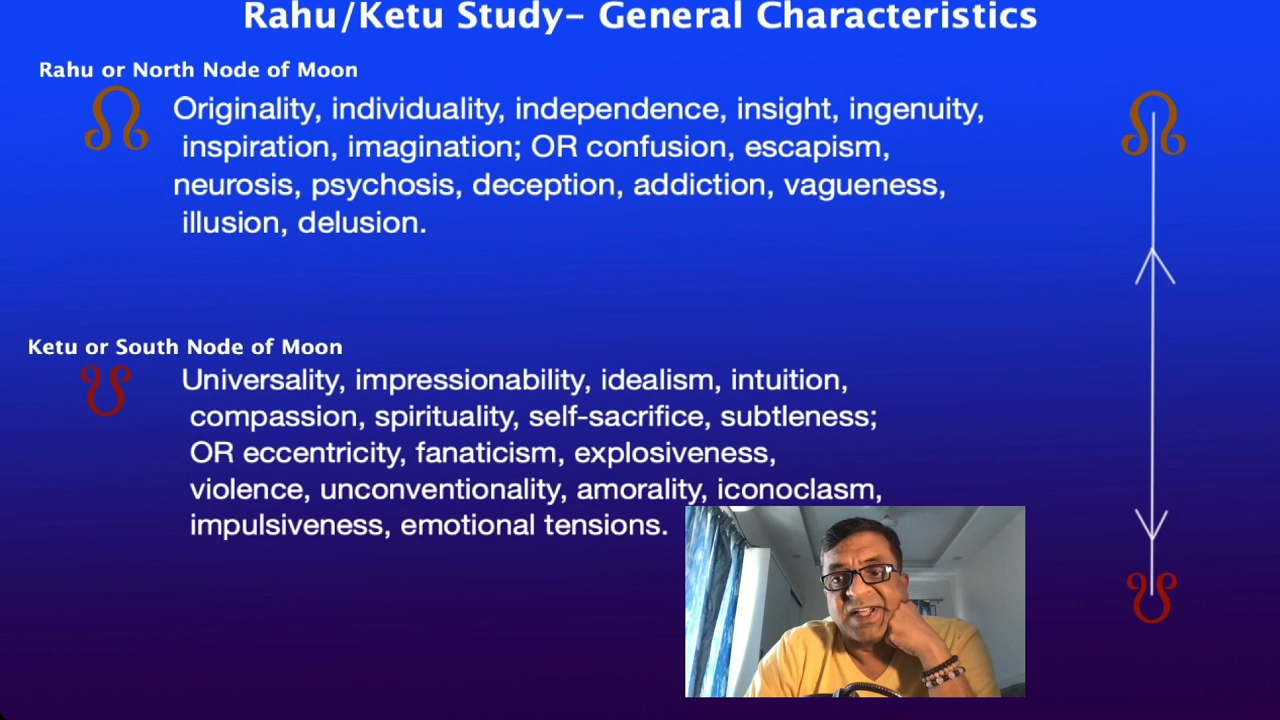 Rahu/Ketu Study– General Characteristics
Rahu or North Node of Moon
Originality, individuality, independence, insight, ingenuity,
inspiration, imagination; OR confusion, escapism,
neurosis, psychosis, deception, addiction, vagueness,
illusion, delusion.
Ketu or South Node of Moon
Universality, impressionability, idealism, intuition,
compassion, spirituality, self-sacrifice, subtleness;
OR eccentricity, fanaticism, explosiveness,
violence, unconventionality, amorality, iconoclasm,
impulsiveness, emotional tensions.